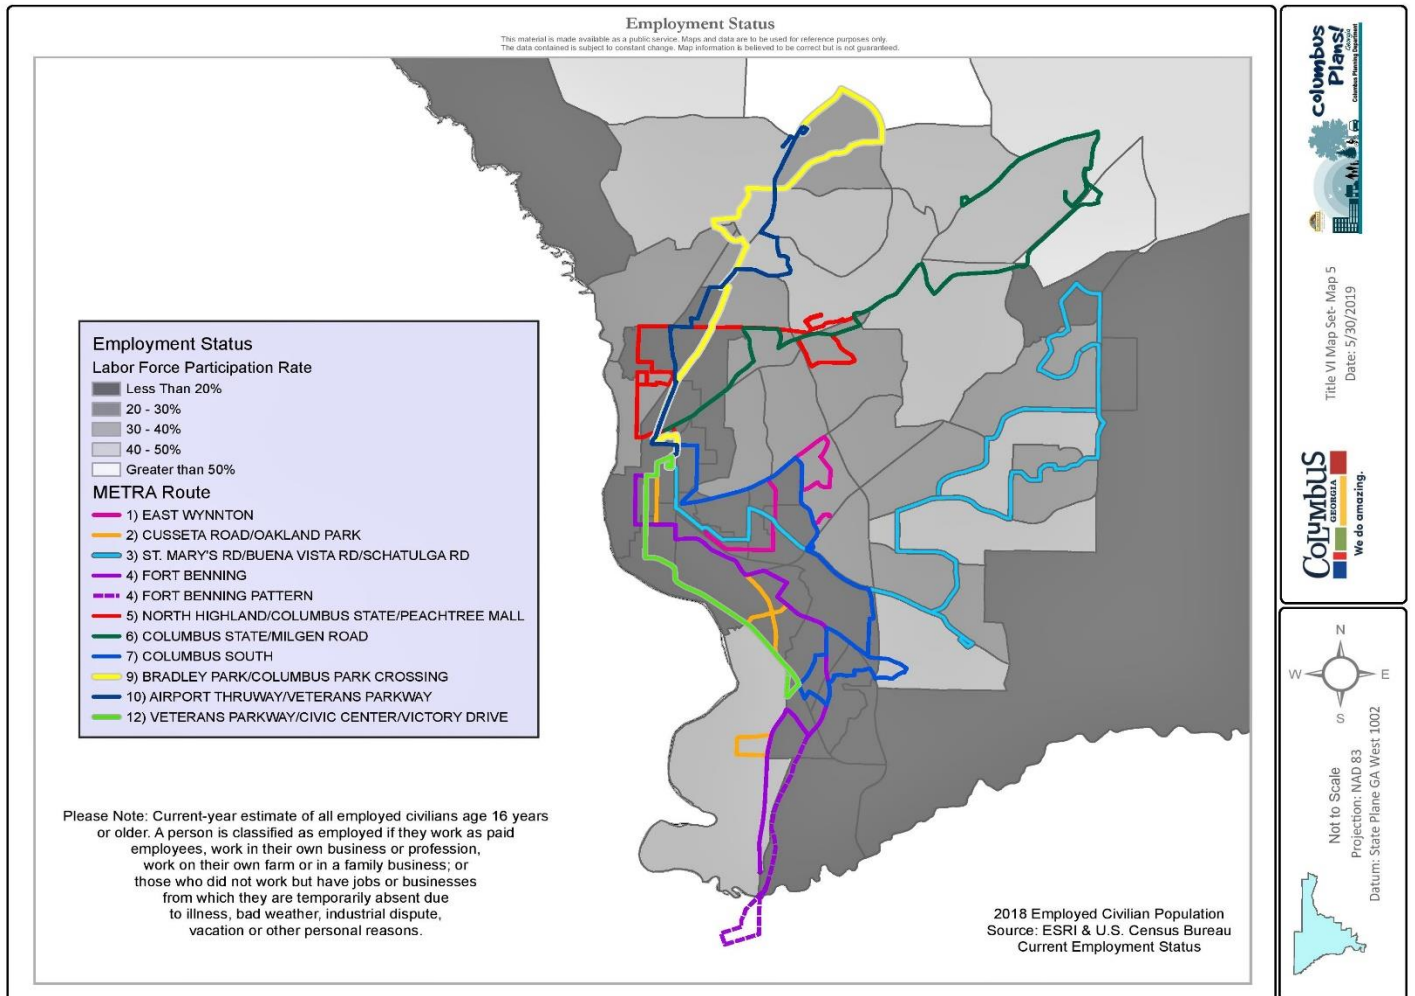 Employment Status
This material is made available as a public service. Maps and data are to be used for reference purposes only.
The data contained is subject to constant change. Map information is believed to be correct but is not guaranteed.
Employment Status
Labor Force Participation Rate
Less Than 20%
20 - 30%
30 - 40%
40 - 50%
Greater than 50%
METRA Route
1) EAST WYNNTON
2) CUSSETA ROAD/OAKLAND PARK
3) ST. MARY'S RD/BUENA VISTA RD/SCHATULGA RD
4) FORT BENNING
4) FORT BENNING PATTERN
5) NORTH HIGHLAND/COLUMBUS STATE/PEACHTREE MALL
6) COLUMBUS STATE/MILGEN ROAD
7) COLUMBUS SOUTH
9) BRADLEY PARK/COLUMBUS PARK CROSSING
10) AIRPORT THRUWAY/VETERANS PARKWAY
12) VETERANS PARKWAY/CIVIC CENTER/VICTORY DRIVE
Please Note: Current-year estimate of all employed civilians age 16 years
or older. A person is classified as employed if they work as paid
employees, work in their own business or profession,
work on their own farm or in a family business; or
those who did not work but have jobs or businesses
from which they are temporarily absent due
to illness, bad weather, industrial dispute,
vacation or other personal reasons.
2018 Employed Civilian Population
Source: ESRI & U.S. Census Bureau
Current Employment Status
Columbus
Plans!
Georgia
Columbus Planning Department
Title VI Map Set- Map 5
Date: 5/30/2019
COLUMBUS
GEORGIA
We do amazing.
N
W
E
S
Not to Scale
Projection: NAD 83
Datum: State Plane GA West 1002